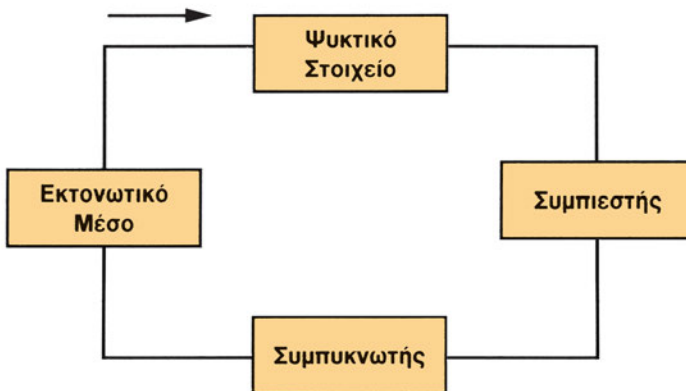 Ψυκτικό
Στοιχείο
Εκτονωτικό
Μέσο
Συμπιεστής
Συμπυκνωτής